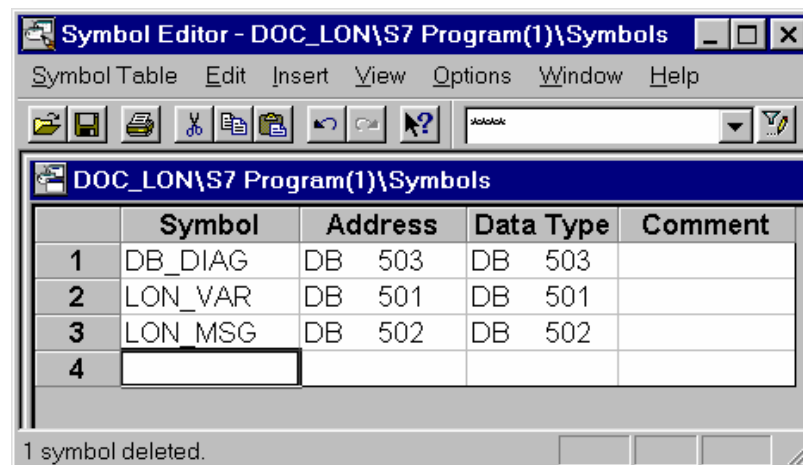 Symbol Editor - DOC_LON\S7 Program(1)\Symbols
Symbol Table Edit Insert View Options Window Help
DOC_LON\S7 Program(1)\Symbols
Symbol Address Data Type Comment
1 DB_DIAG DB 503 DB 503
2 LON_VAR DB 501 DB 501
3 LON_MSG DB 502 DB 502
4
1 symbol deleted.